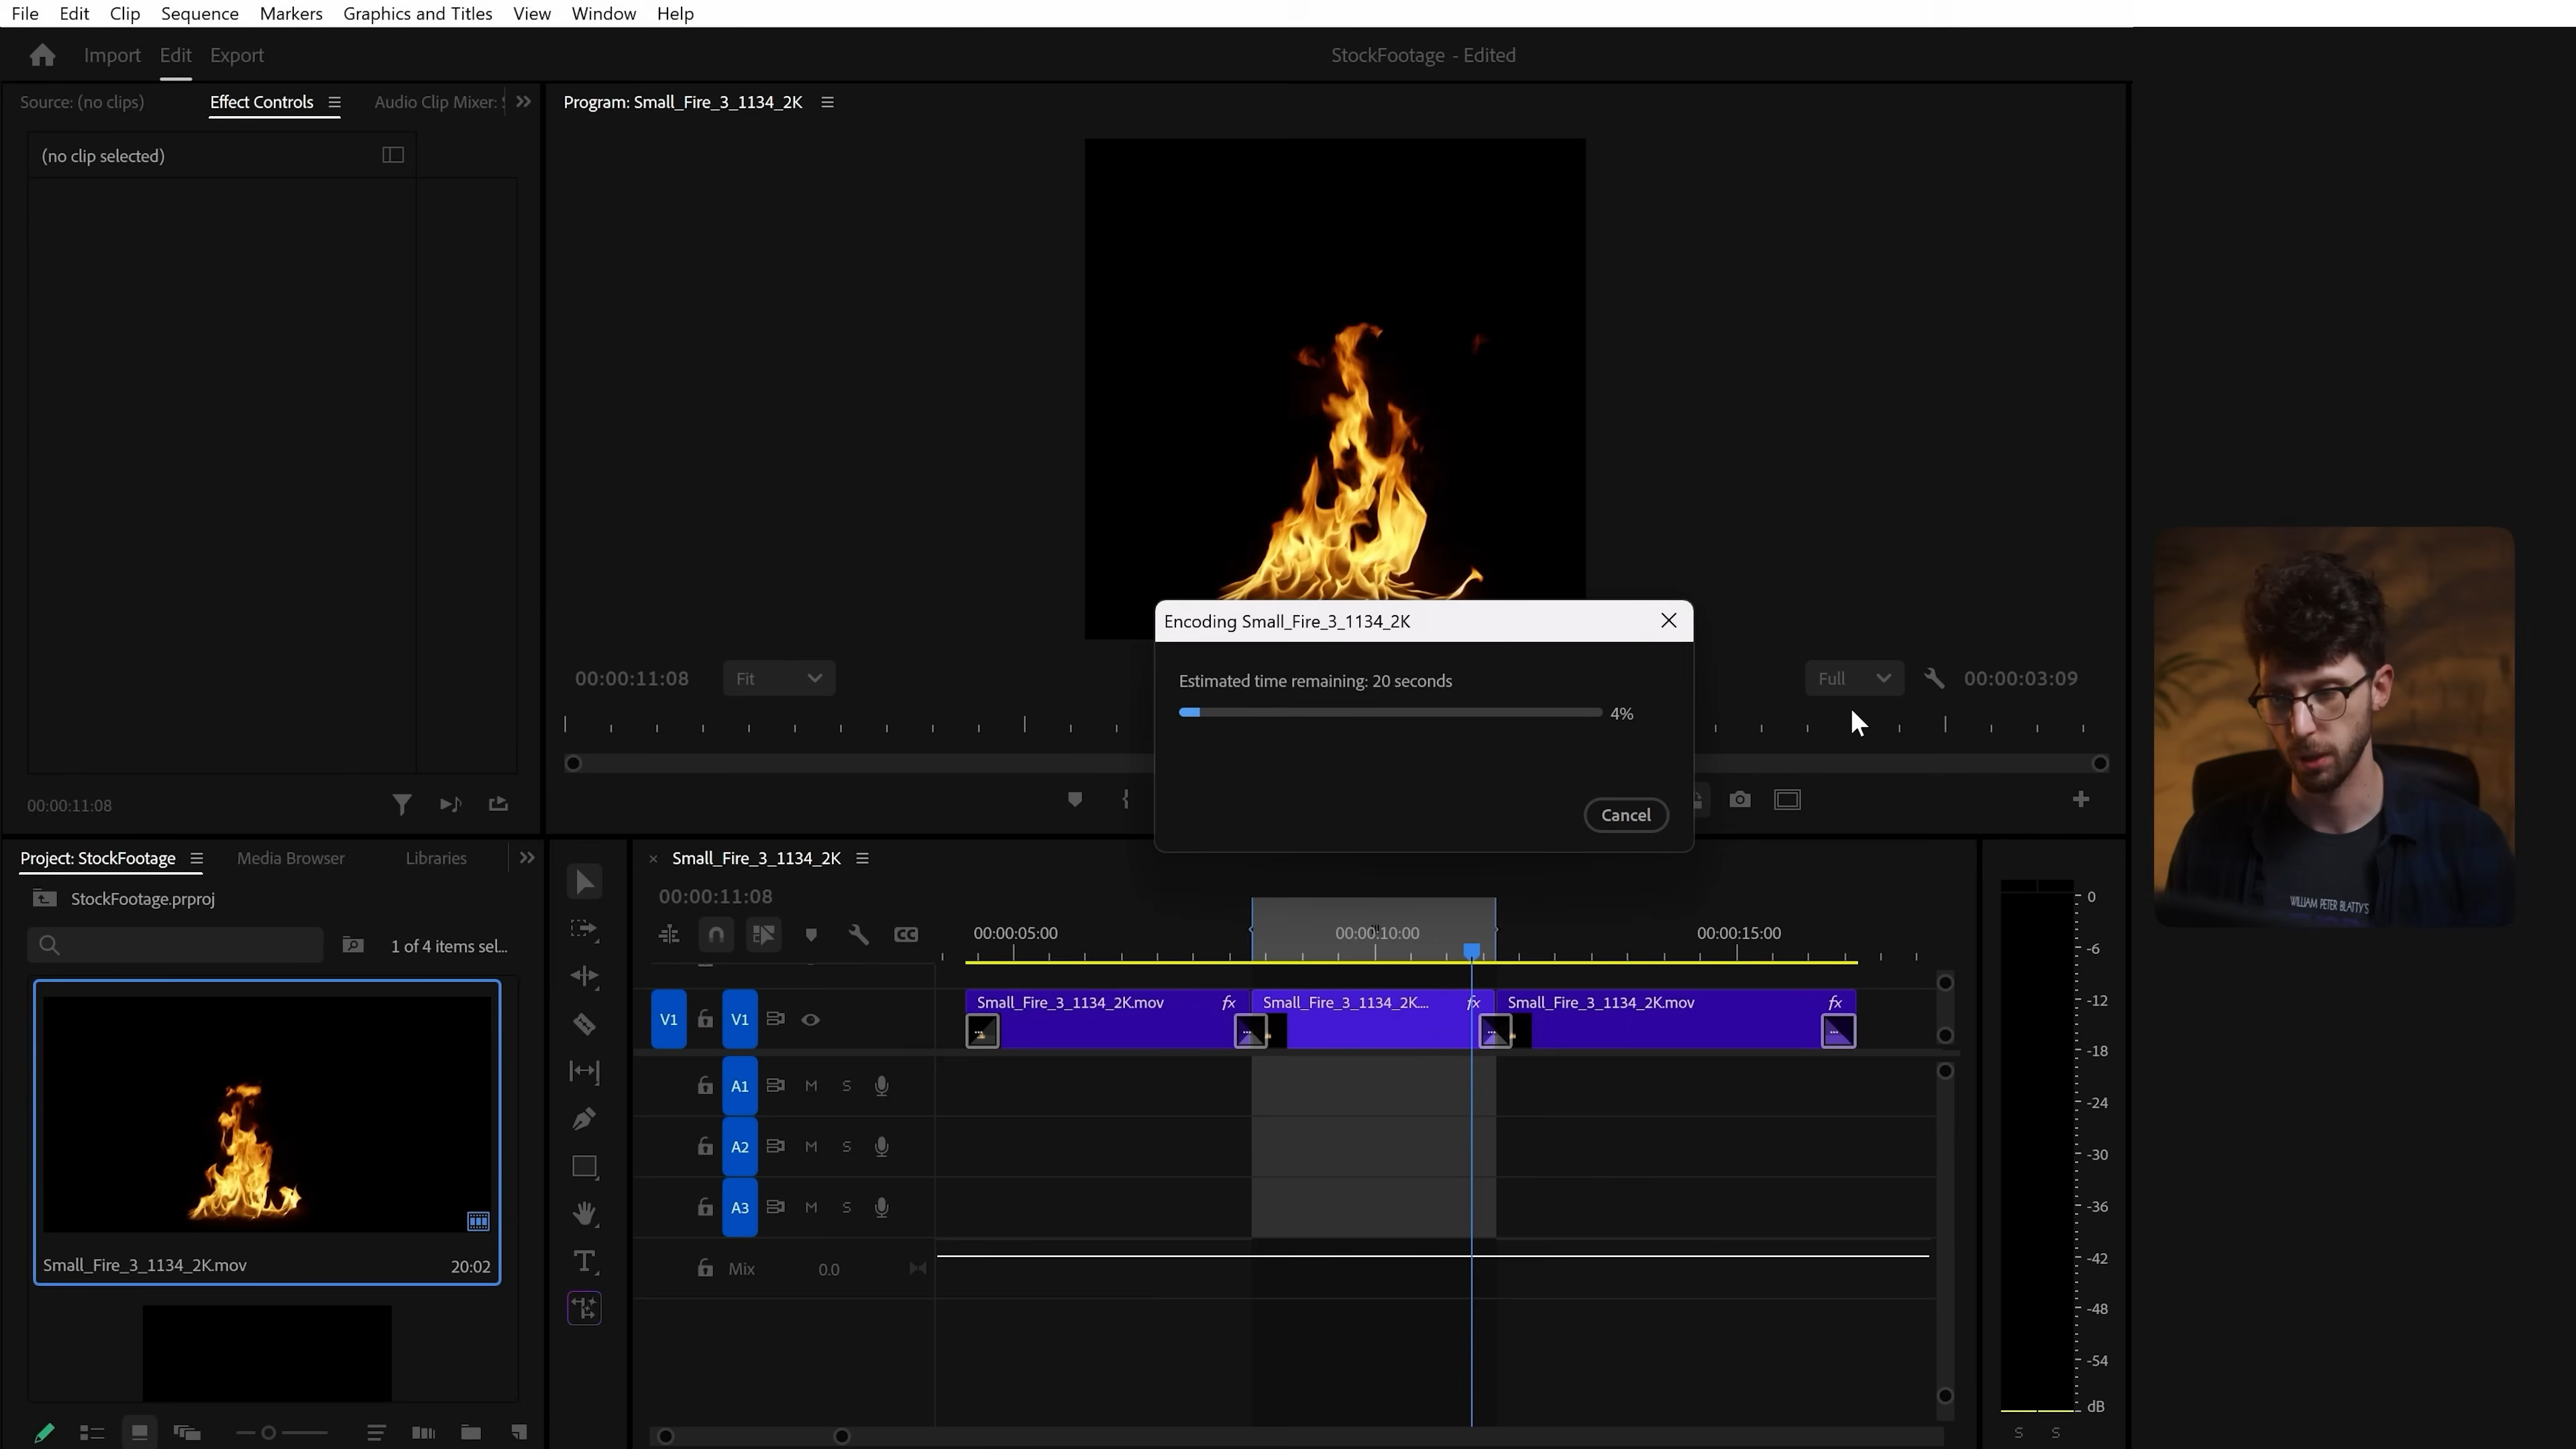 File Edit Clip Sequence Markers Graphics and Titles View Window Help
Import Edit Export
StockFootage - Edited
Source: (no clips) Effect Controls Audio Clip Mixer:
(no clip selected)
00:00:11:08
Program: Small_Fire_3_1134_2K
00:00:11:08 Fit
Full 00:00:03:09
Encoding Small_Fire_3_1134_2K
Estimated time remaining: 20 seconds
4%
Cancel
WILLIAM PETER BLATTY'S
Project: StockFootage Media Browser Libraries
StockFootage.prproj
1 of 4 items sel...
Small_Fire_3_1134_2K.mov 20:02
Small_Fire_3_1134_2K
00:00:11:08
CC
00:00:05:00 00:00:10:00 00:00:15:00
V1 V1
Small_Fire_3_1134_2K.mov fx Small_Fire_3_1134_2K... fx Small_Fire_3_1134_2K.mov fx
A1 M S
A2 M S
A3 M S
Mix 0.0
0
-6
-12
-18
-24
-30
-36
-42
-48
-54
dB
S S